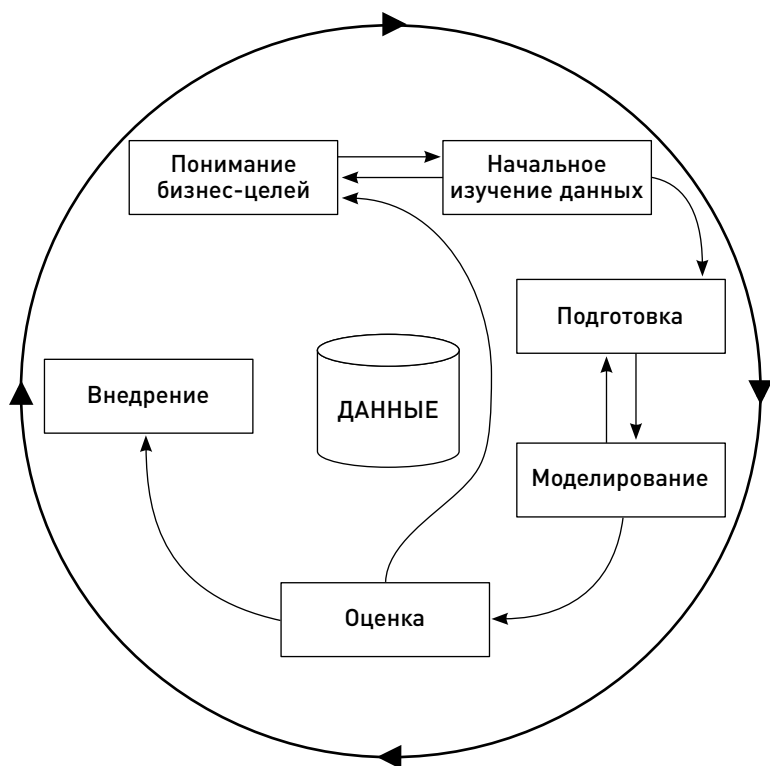 Понимание
бизнес-целей
Начальное
изучение данных
Подготовка
Внедрение
ДАННЫЕ
Моделирование
Оценка